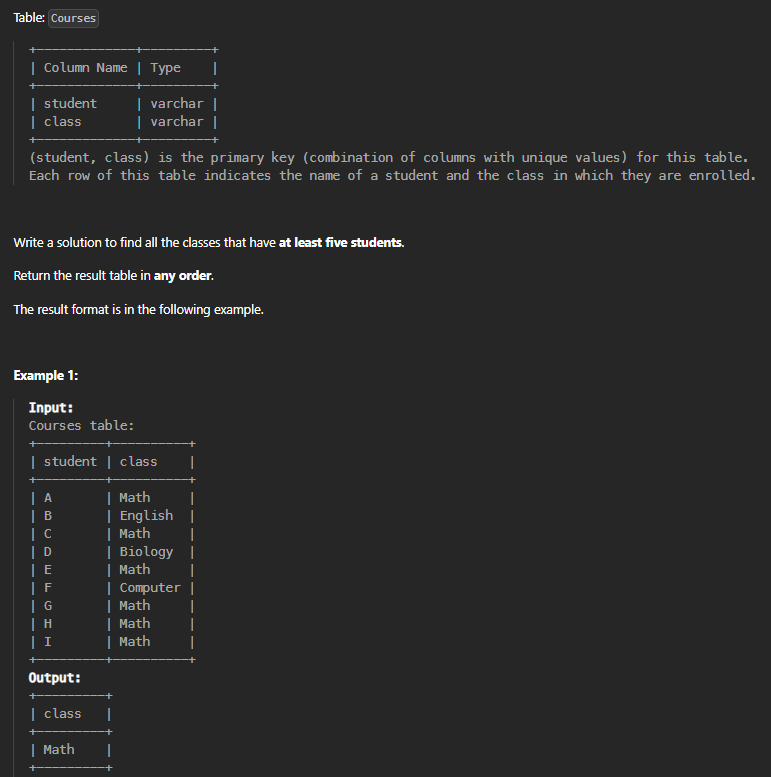 Table: Courses
+-------------+---------+
| Column Name | Type    |
+-------------+---------+
| student     | varchar |
| class       | varchar |
+-------------+---------+
(student, class) is the primary key (combination of columns with unique values) for this table.
Each row of this table indicates the name of a student and the class in which they are enrolled.
Write a solution to find all the classes that have at least five students.
Return the result table in any order.
The result format is in the following example.
Example 1:
Input:
Courses table:
+---------+----------+
| student | class    |
+---------+----------+
| A       | Math     |
| B       | English  |
| C       | Math     |
| D       | Biology  |
| E       | Math     |
| F       | Computer |
| G       | Math     |
| H       | Math     |
| I       | Math     |
+---------+----------+
Output:
+---------+
| class   |
+---------+
| Math    |
+---------+